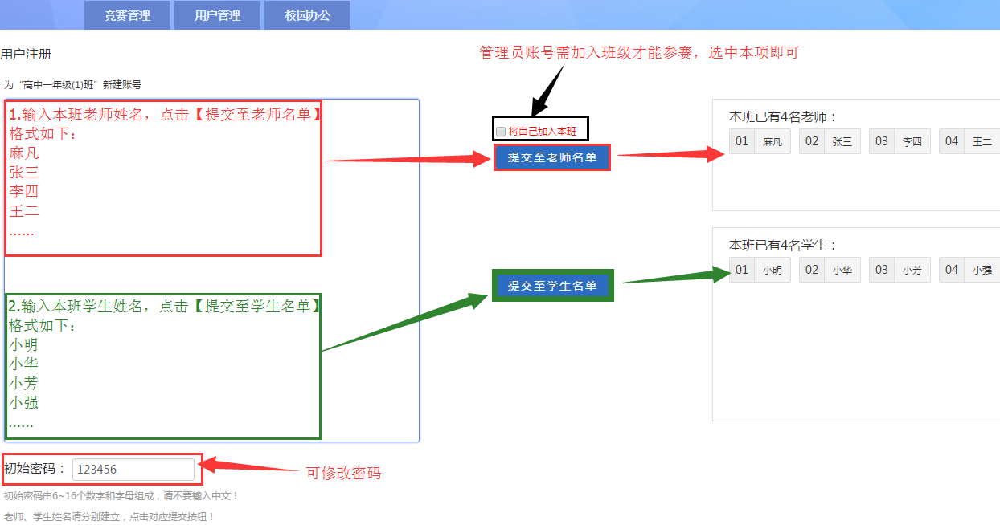 竞赛管理 用户管理 校园办公
用户注册
管理员账号需加入班级才能参赛，选中本项即可
为“高中一年级(1)班”新建账号
1.输入本班老师姓名，点击【提交至老师名单】
格式如下：
麻凡
张三
李四
王二
……
将自己加入本班
提交至老师名单
本班已有4名老师：
01 麻凡 02 张三 03 李四 04 王二
2.输入本班学生姓名，点击【提交至学生名单】
格式如下：
小明
小华
小芳
小强
……
提交至学生名单
本班已有4名学生：
01 小明 02 小华 03 小芳 04 小强
初始密码： 123456
可修改密码
初始密码由6~16个数字和字母组成，请不要输入中文！
老师、学生姓名请分别建立，点击对应提交按钮！